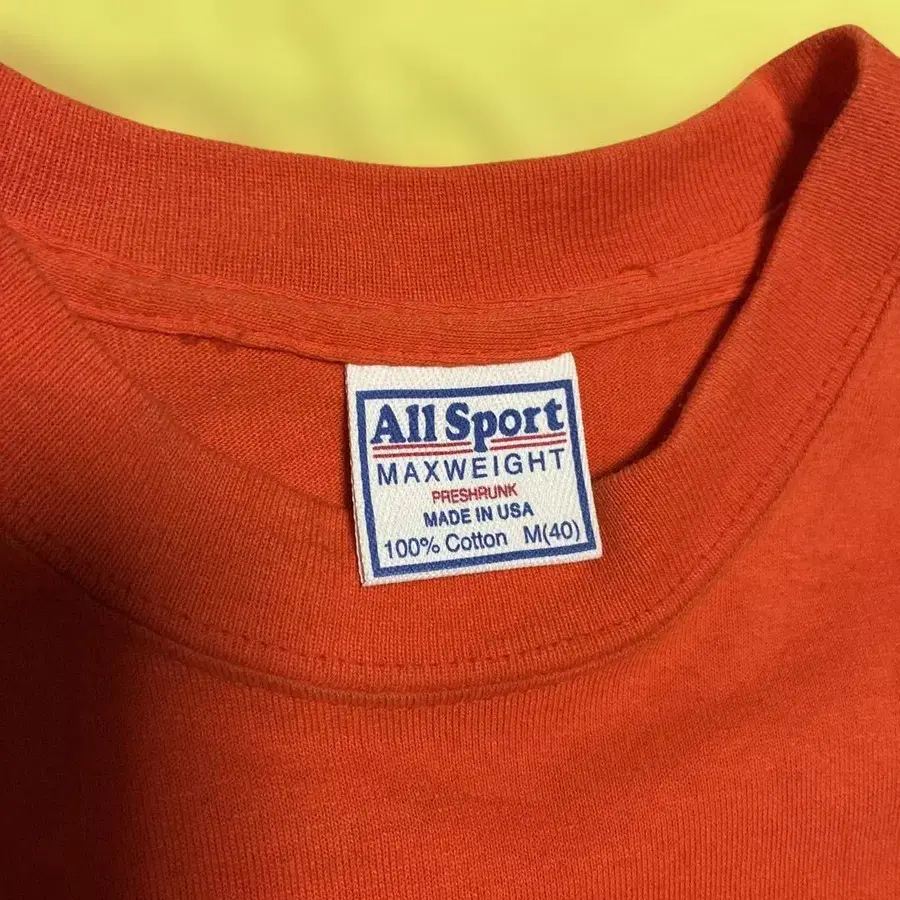 All Sport
MAXWEIGHT
PRESHRUNK
MADE IN USA
100% Cotton M(40)